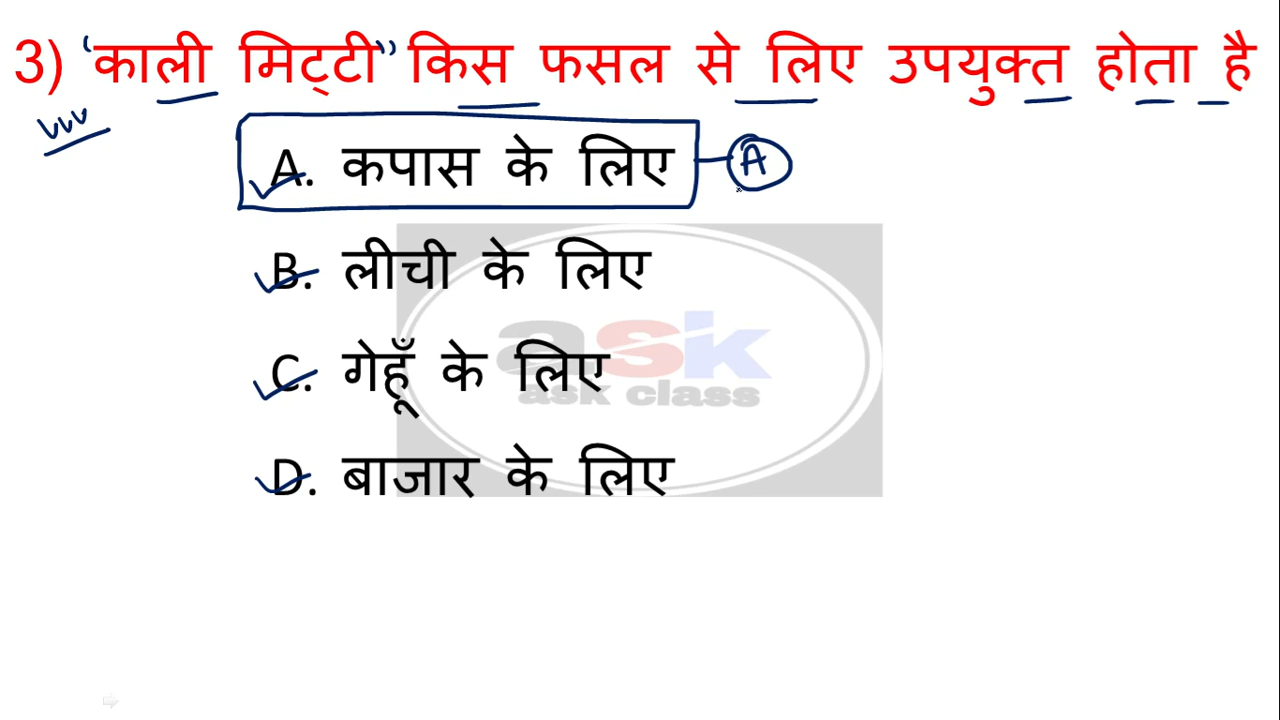 3) "काली मिट्टी" किस फसल से लिए उपयुक्त होता है
A. कपास के लिए
A
B. लीची के लिए
C. गेहूँ के लिए
D. बाजार के लिए
ask
ask class